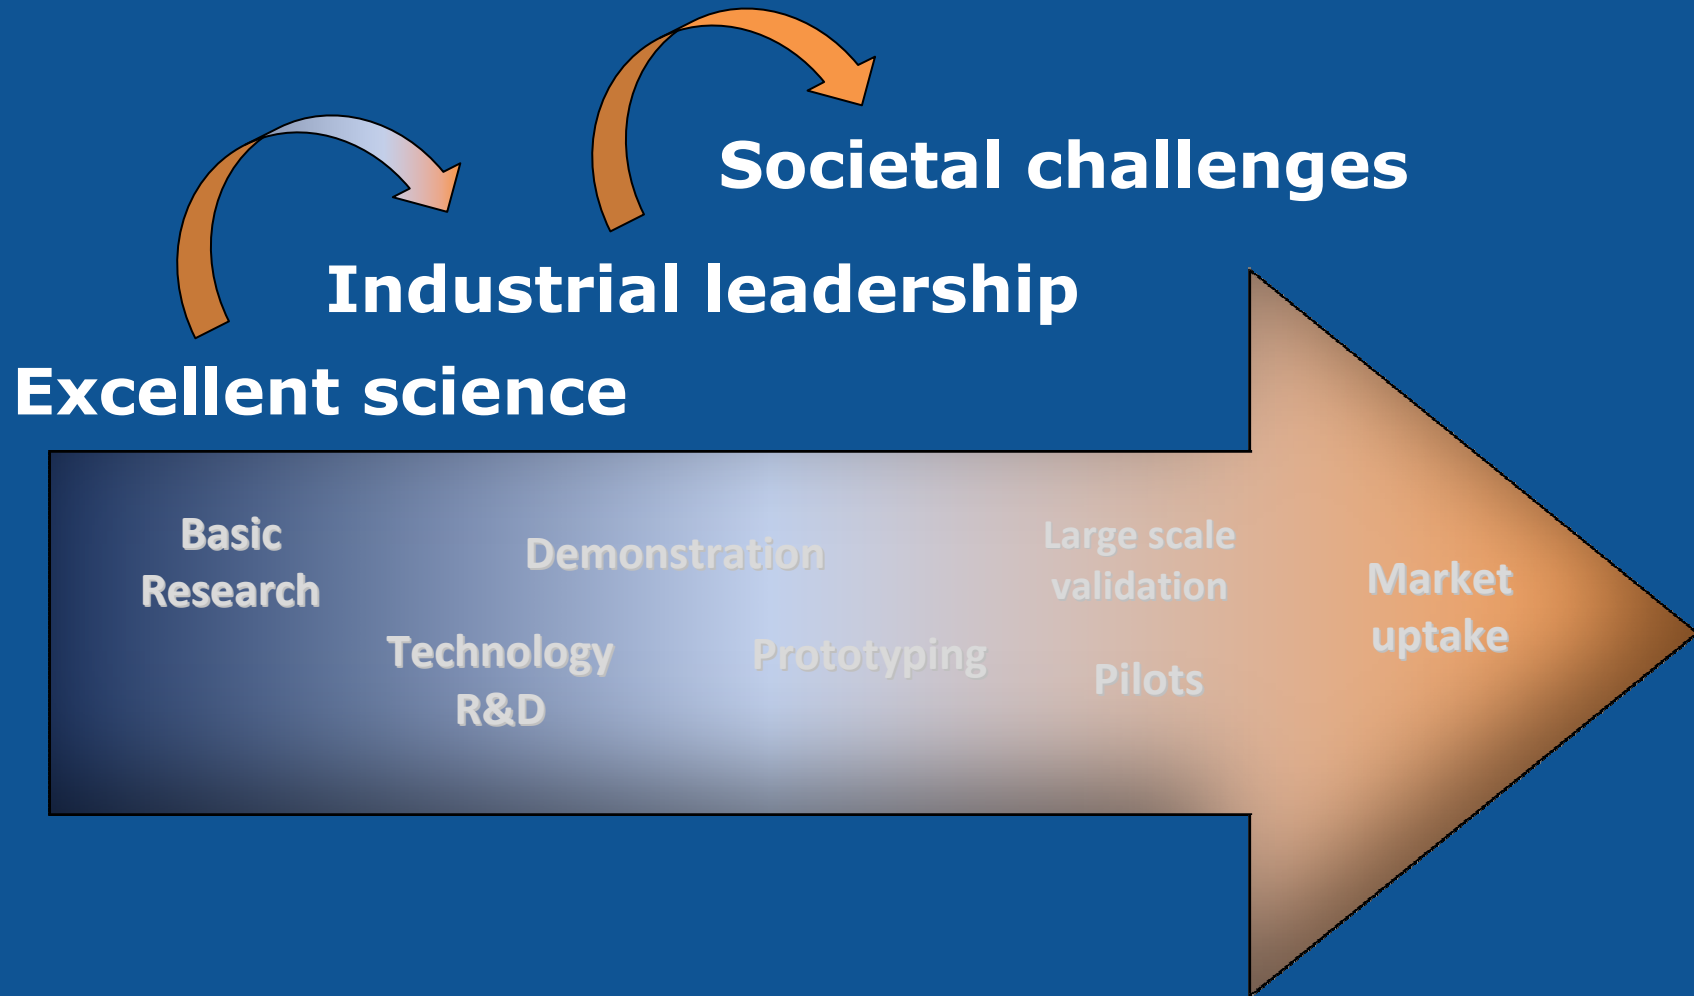 Societal challenges
Industrial leadership
Excellent science
Basic
Research
Demonstration
Technology
R&D
Prototyping
Large scale
validation
Pilots
Market
uptake